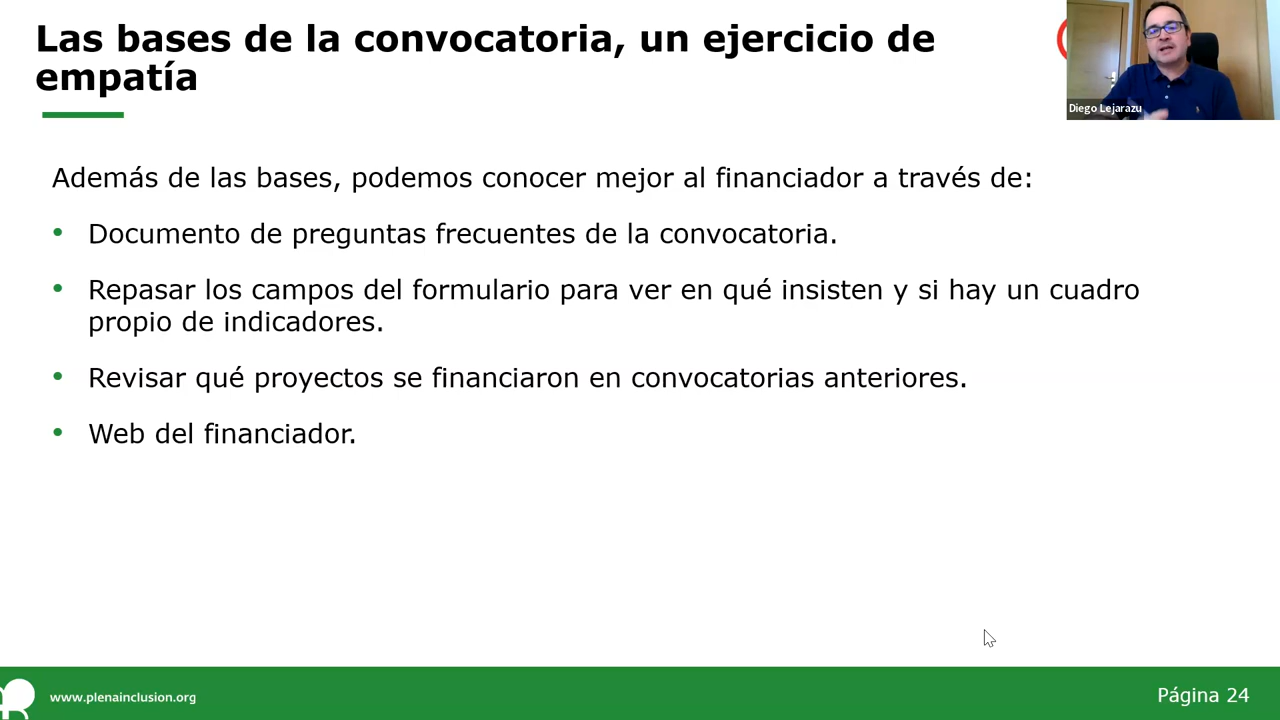 Las bases de la convocatoria, un ejercicio de
empatía
Diego Lejarazu
Además de las bases, podemos conocer mejor al financiador a través de:
• Documento de preguntas frecuentes de la convocatoria.
• Repasar los campos del formulario para ver en qué insisten y si hay un cuadro
propio de indicadores.
• Revisar qué proyectos se financiaron en convocatorias anteriores.
• Web del financiador.
www.plenainclusion.org
Página 24